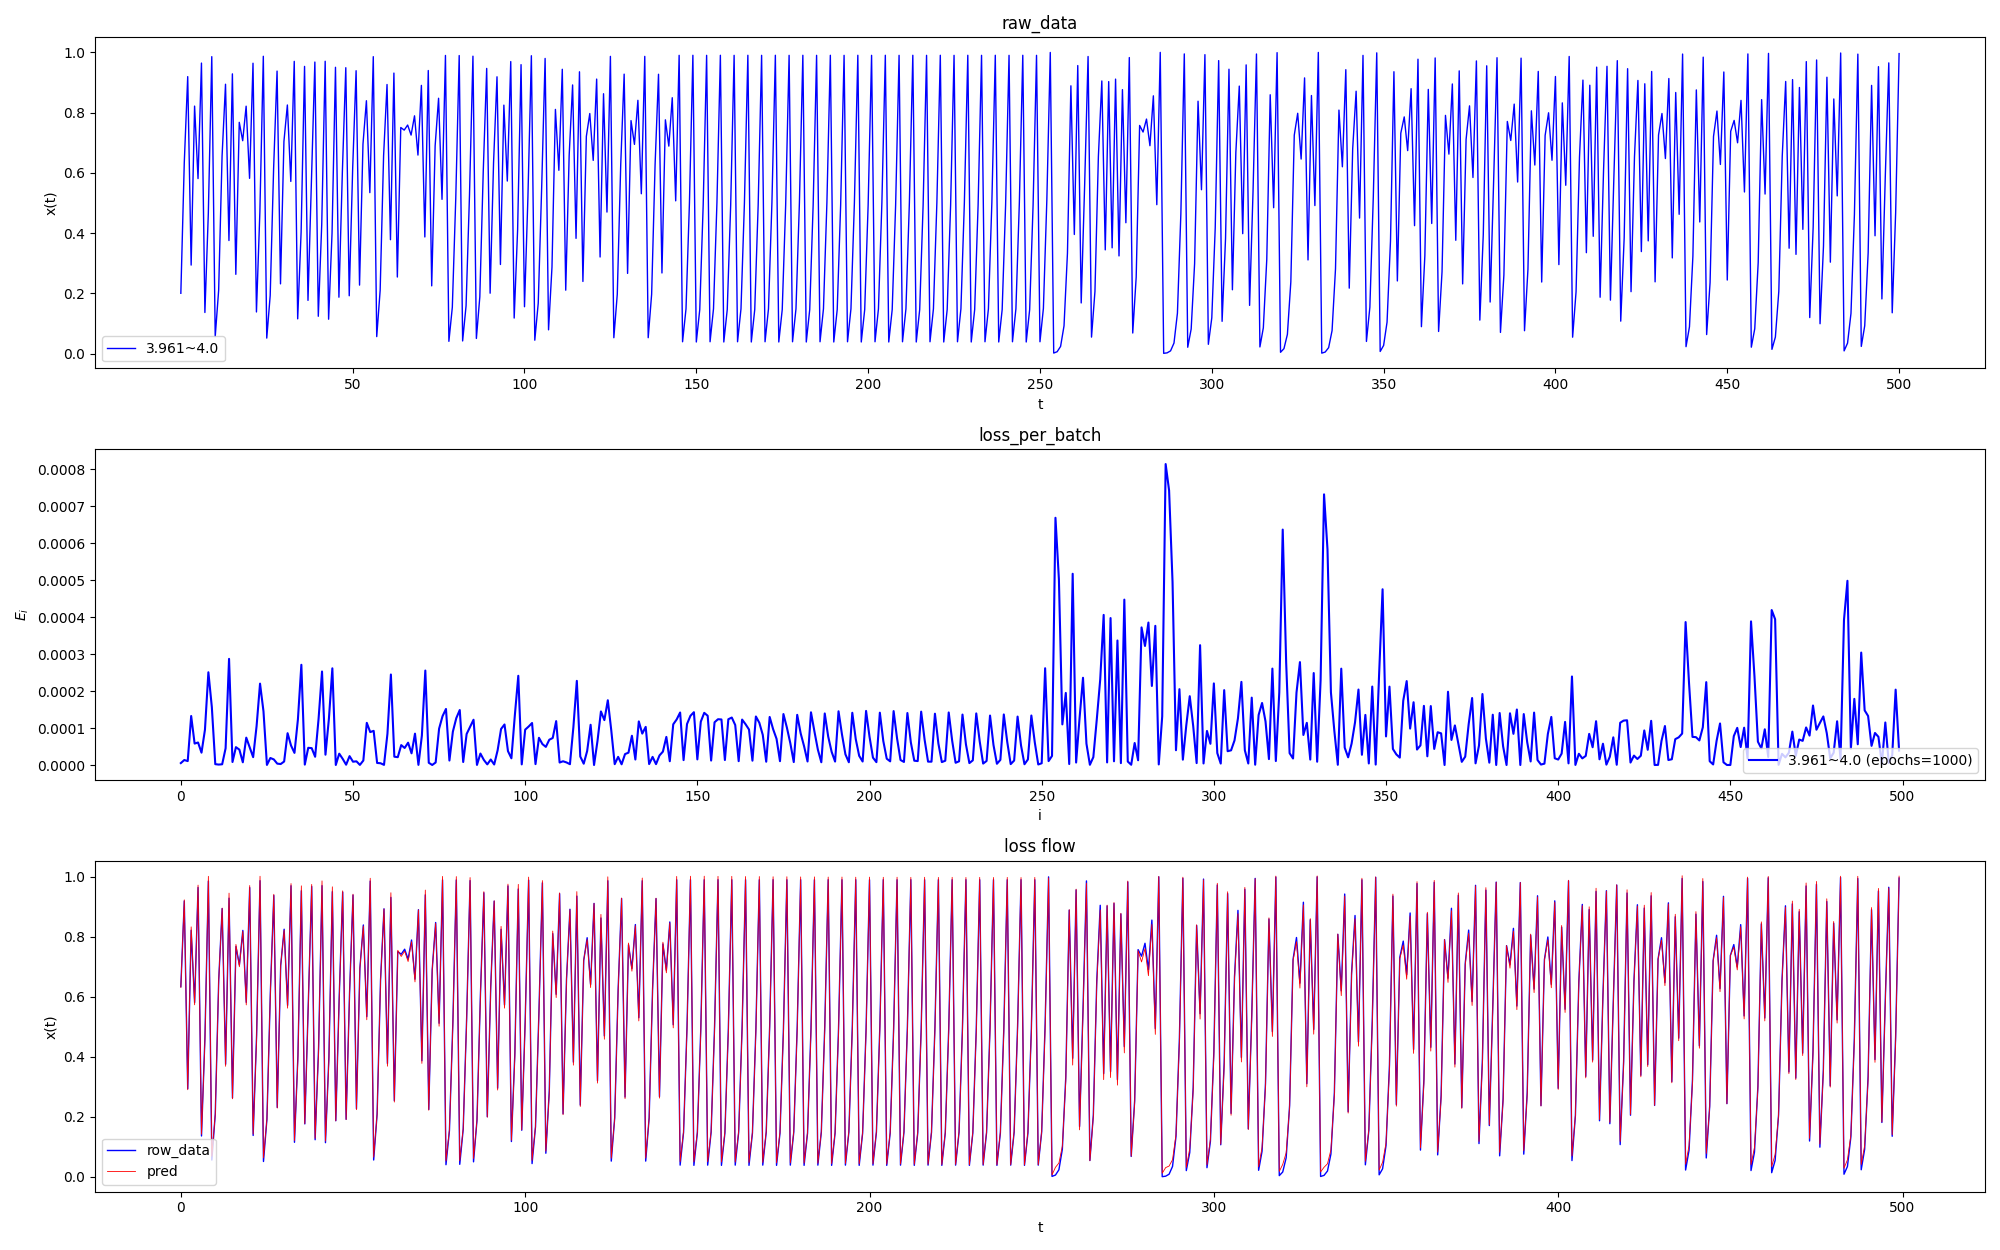 raw_data
1.0
0.8
0.6
0.4
0.2
0.0
x(t)
3.961~4.0
50 100 150 200 250 300 350 400 450 500
t
loss_per_batch
0.0008
0.0007
0.0006
0.0005
0.0004
0.0003
0.0002
0.0001
0.0000
E_i
3.961~4.0 (epochs=1000)
0 50 100 150 200 250 300 350 400 450 500
i
loss flow
1.0
0.8
0.6
0.4
0.2
0.0
x(t)
row_data
pred
0 100 200 300 400 500
t